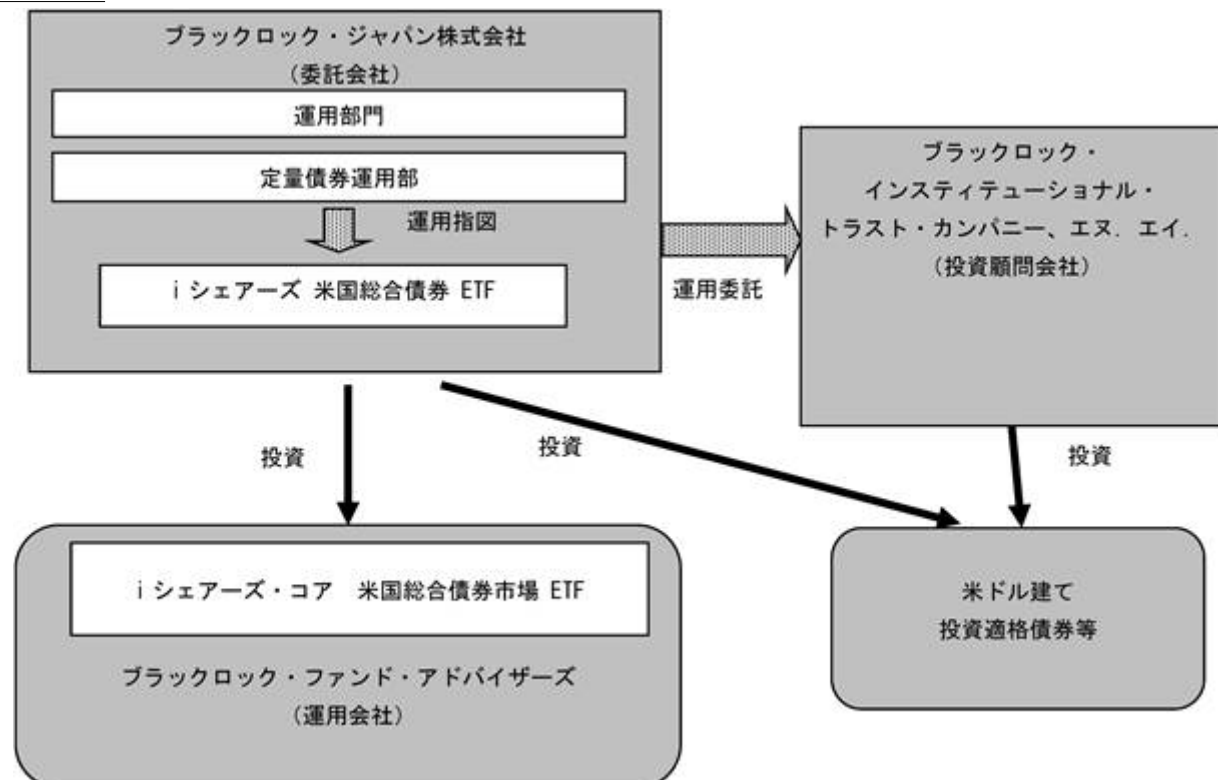 ブラックロック・ジャパン株式会社
（委託会社）
運用部門
定量債券運用部
運用指図
i シェアーズ 米国総合債券 ETF
運用委託
ブラックロック・
インスティテューショナル・
トラスト・カンパニー、エヌ．エイ．
（投資顧問会社）
投資
投資
投資
i シェアーズ・コア　米国総合債券市場 ETF
ブラックロック・ファンド・アドバイザーズ
（運用会社）
米ドル建て
投資適格債券等